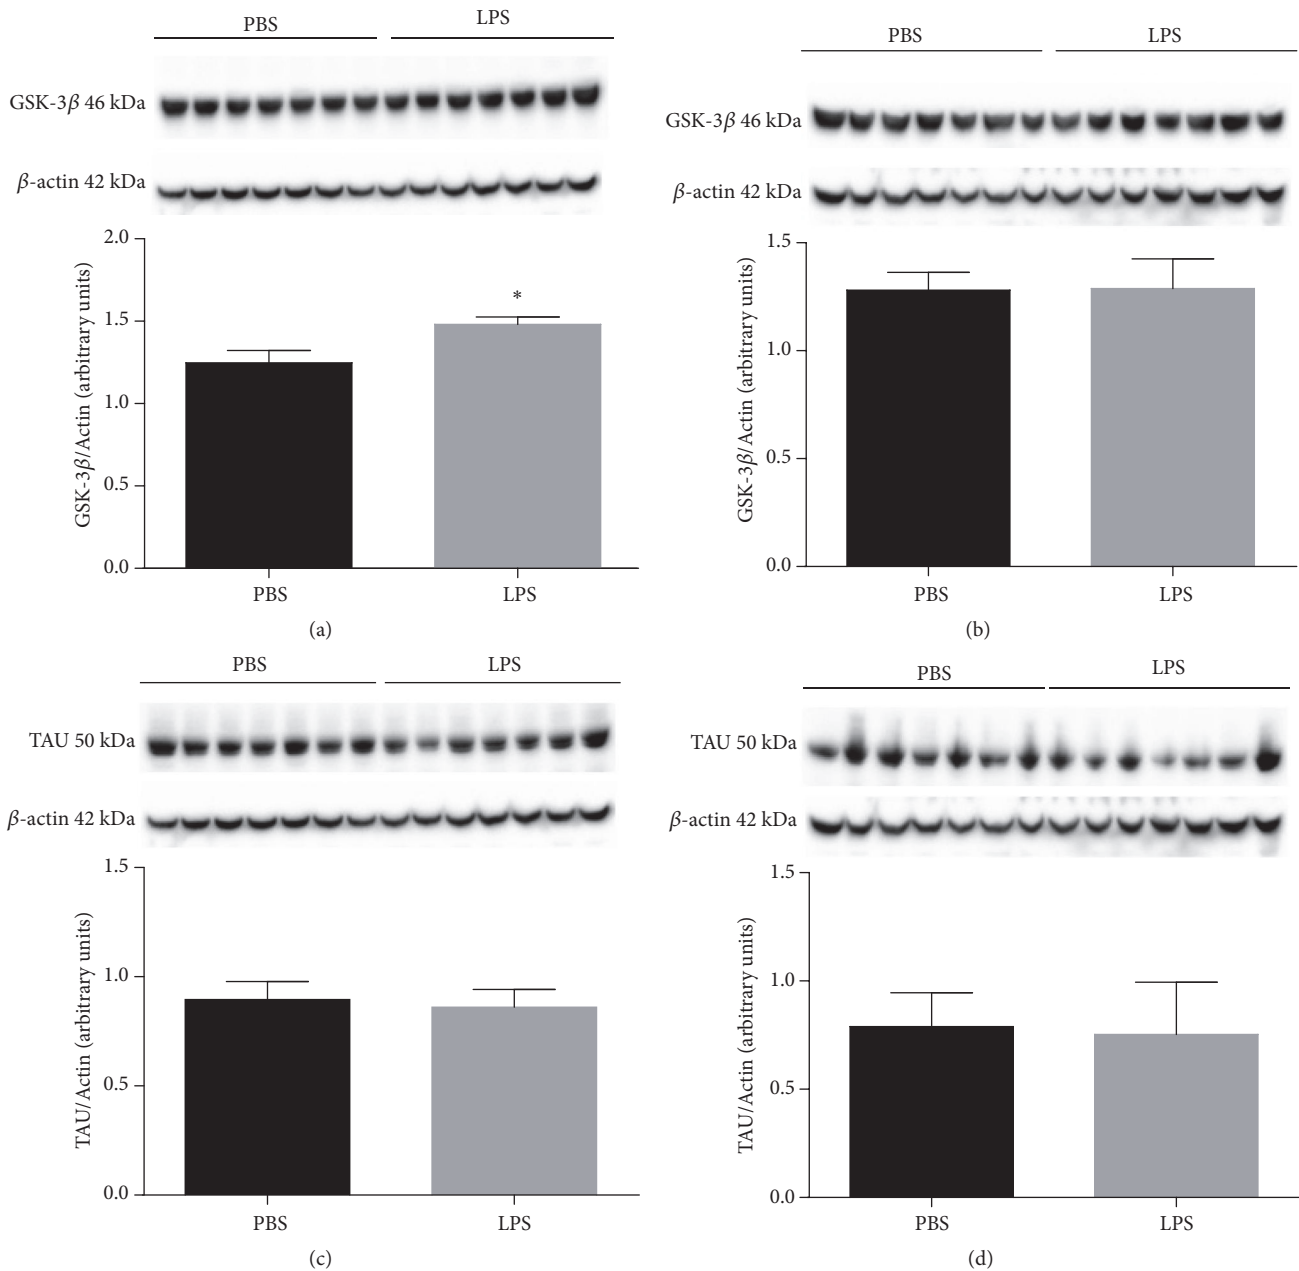 PBS LPS
GSK-3β 46 kDa
β-actin 42 kDa
2.0
1.5
1.0
0.5
0.0
GSK-3β/Actin (arbitrary units)
*
PBS LPS
(a)
PBS LPS
GSK-3β 46 kDa
β-actin 42 kDa
1.5
1.0
0.5
0.0
GSK-3β/Actin (arbitrary units)
PBS LPS
(b)
PBS LPS
TAU 50 kDa
β-actin 42 kDa
1.5
1.0
0.5
0.0
TAU/Actin (arbitrary units)
PBS LPS
(c)
PBS LPS
TAU 50 kDa
β-actin 42 kDa
1.5
1.0
0.5
0.0
TAU/Actin (arbitrary units)
PBS LPS
(d)